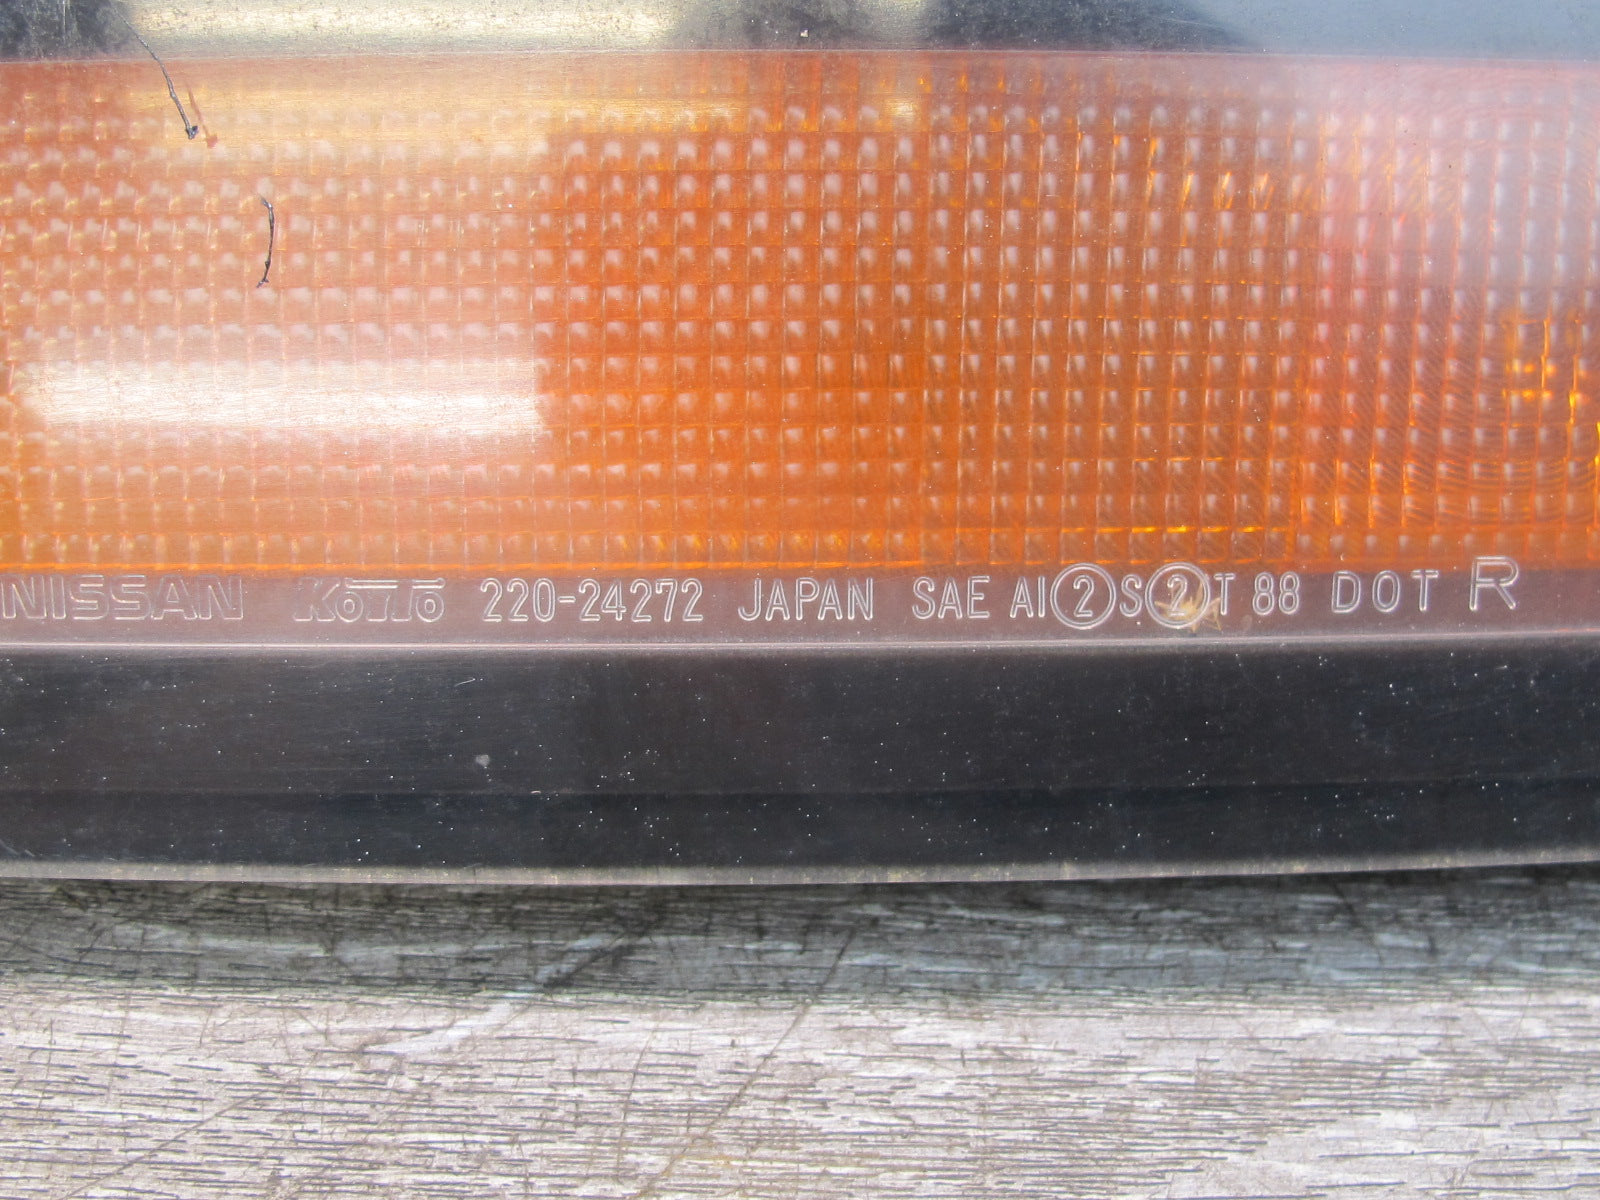 NISSAN KOITO 220-24272 JAPAN SAE AI②S②T 88 DOT R